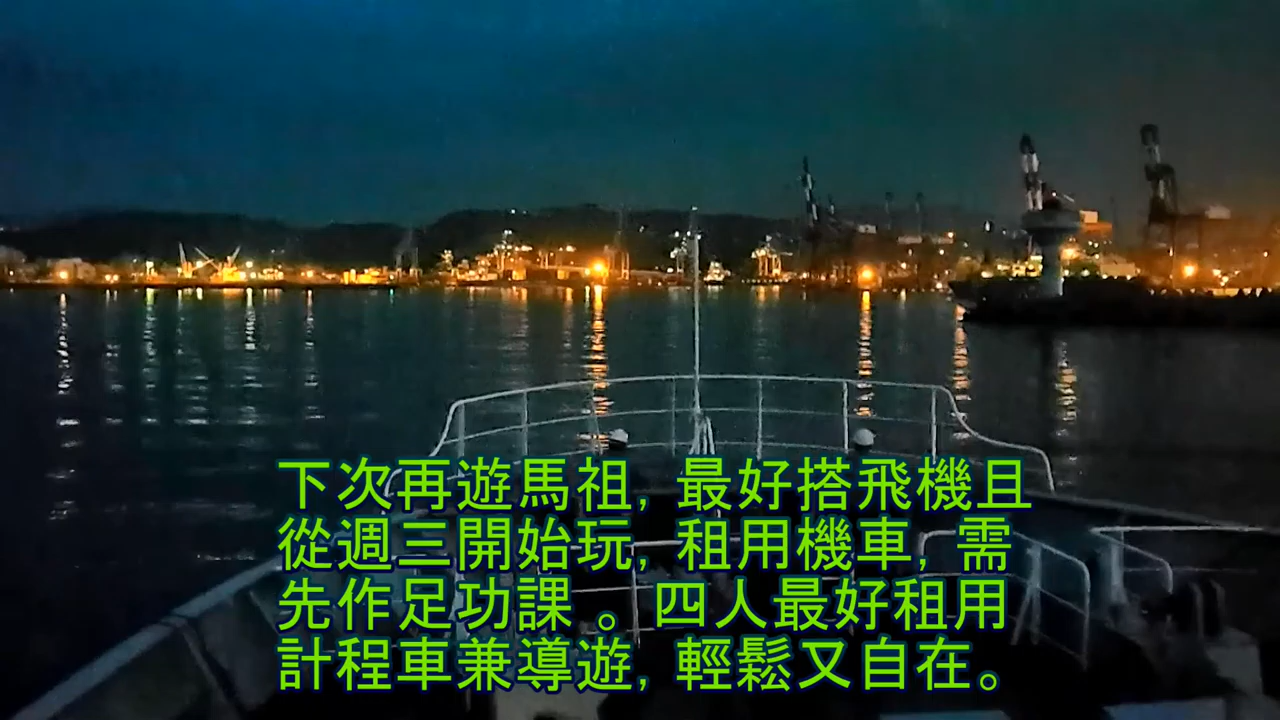 下次再遊馬祖, 最好搭飛機且
從週三開始玩, 租用機車, 需
先作足功課 。 四人最好租用
計程車兼導遊, 輕鬆又自在。